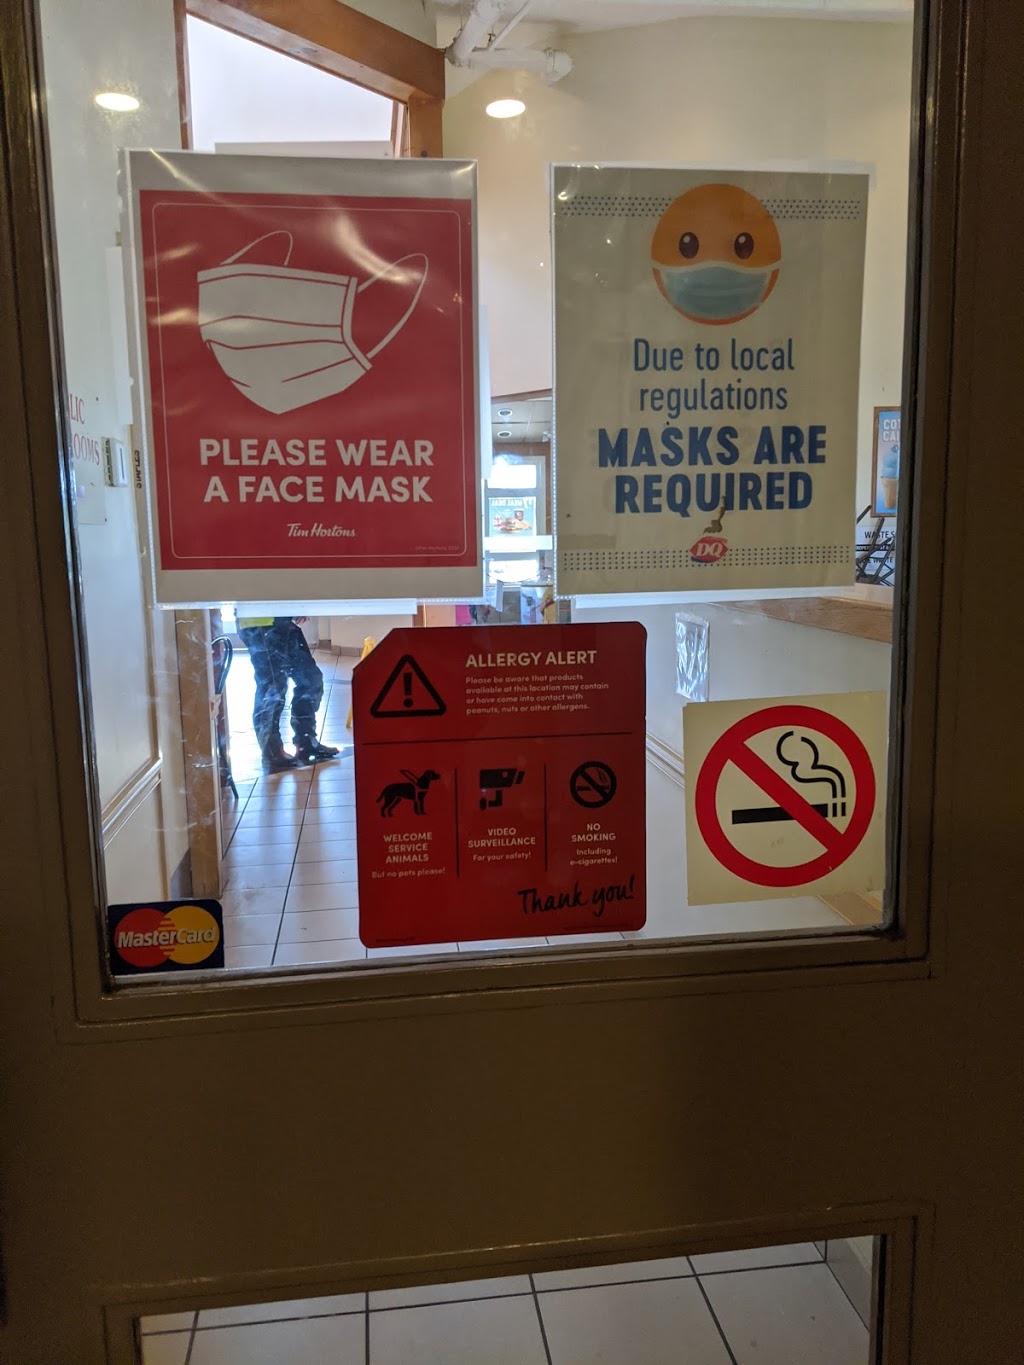 PLEASE WEAR
A FACE MASK
Tim Hortons
Due to local
regulations
MASKS ARE
REQUIRED
DQ
LIC
ROOMS
ALLERGY ALERT
Please be aware that products
available at this location may contain
or have come into contact with
peanuts, nuts or other allergens.
WELCOME
SERVICE
ANIMALS
But no pets please!
VIDEO
SURVEILLANCE
For your safety!
NO
SMOKING
Including
e-cigarettes!
Thank you!
MasterCard